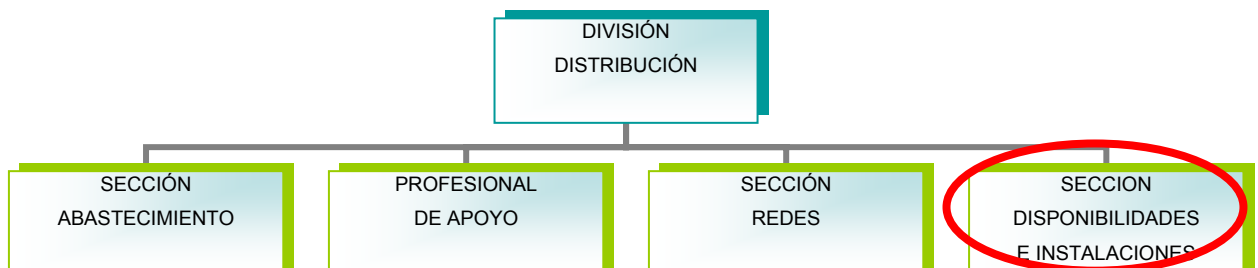 DIVISIÓN
DISTRIBUCIÓN
SECCIÓN
ABASTECIMIENTO
PROFESIONAL
DE APOYO
SECCIÓN
REDES
SECCION
DISPONIBILIDADES
E INSTALACIONES